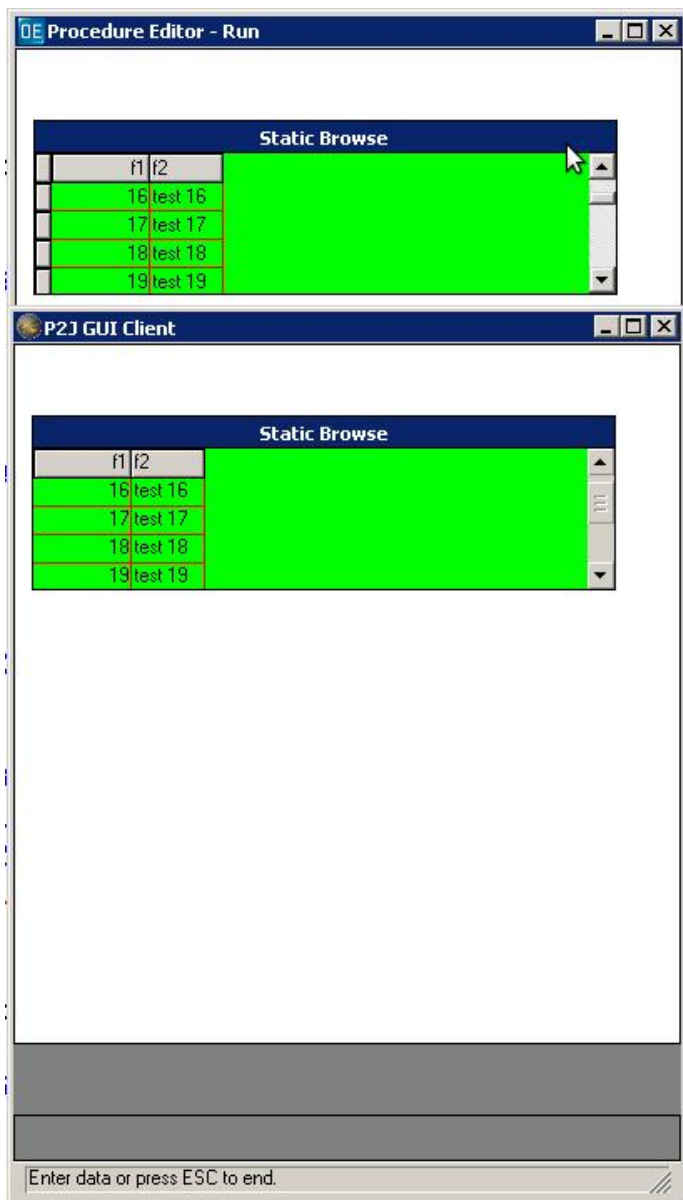 OE Procedure Editor - Run
Static Browse
f1 f2
16 test 16
17 test 17
18 test 18
19 test 19
P2J GUI Client
Static Browse
f1 f2
16 test 16
17 test 17
18 test 18
19 test 19
Enter data or press ESC to end.